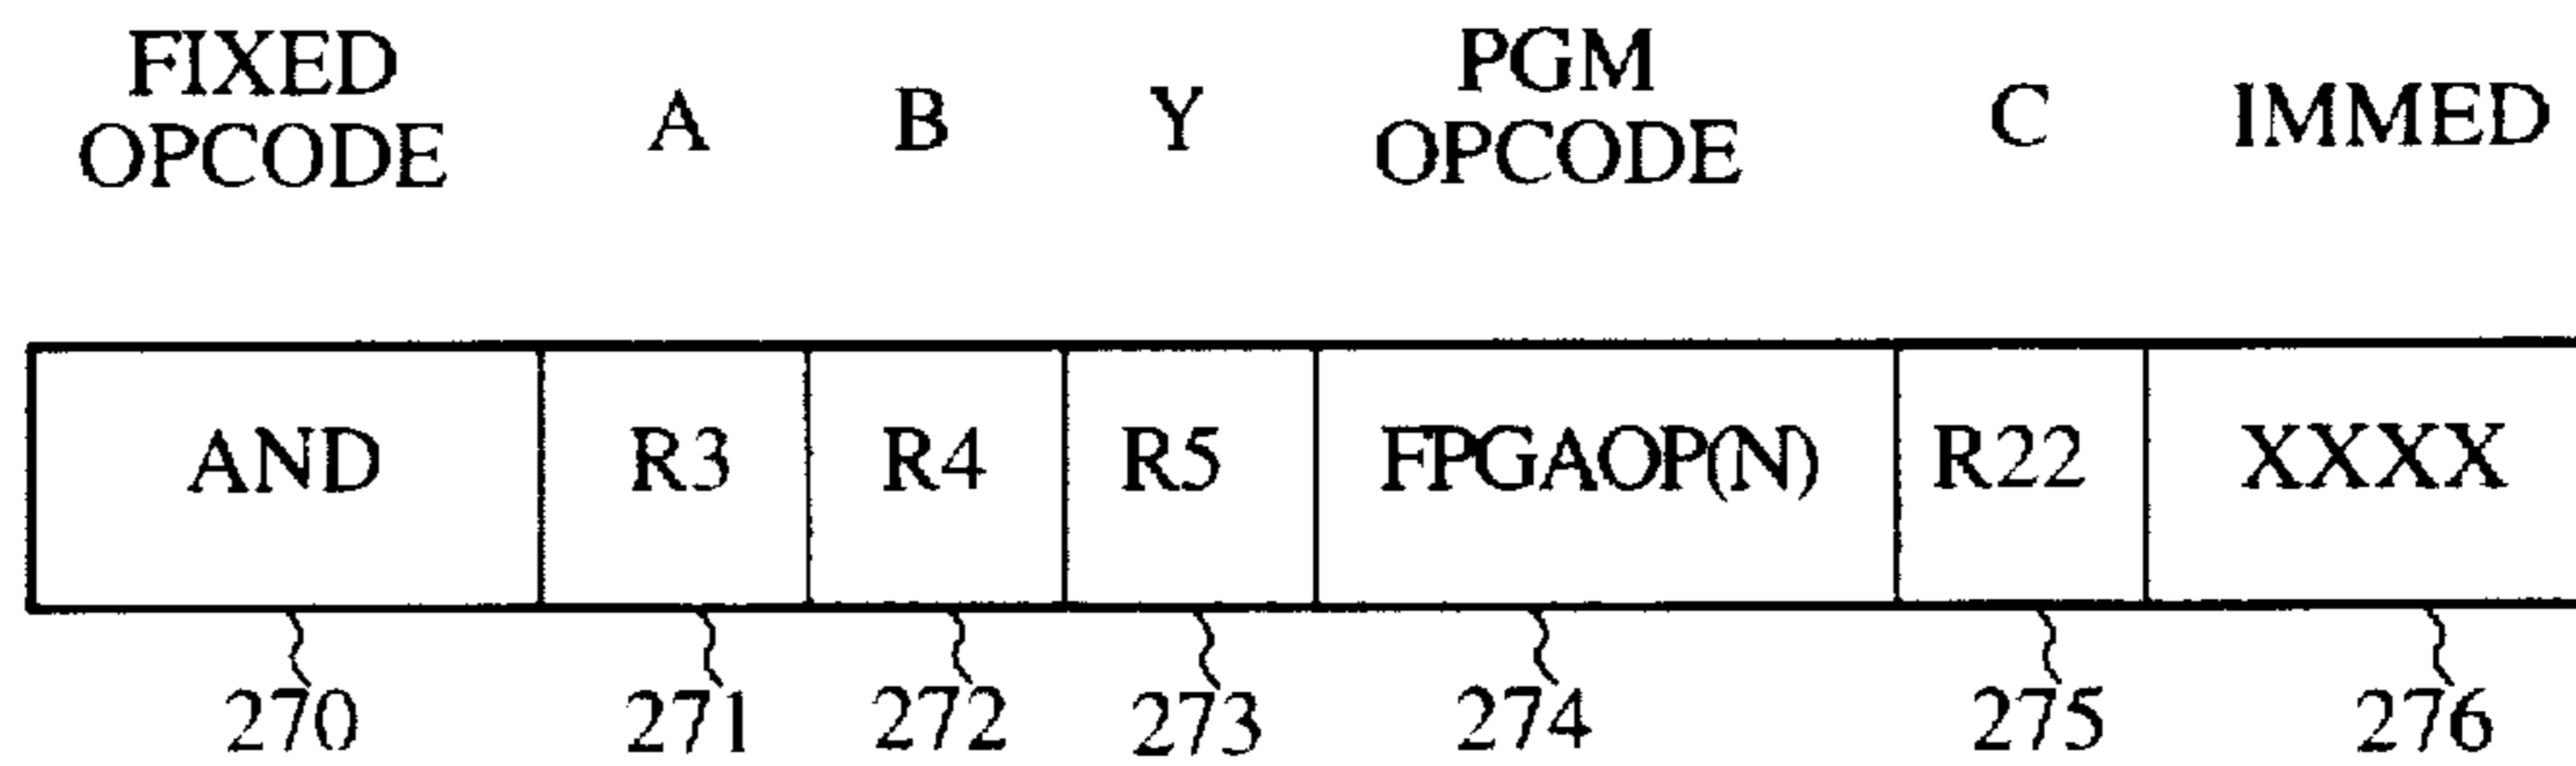 FIXED OPCODE A B Y PGM OPCODE C IMMED
AND R3 R4 R5 FPGAOP(N) R22 XXXX
270 271 272 273 274 275 276